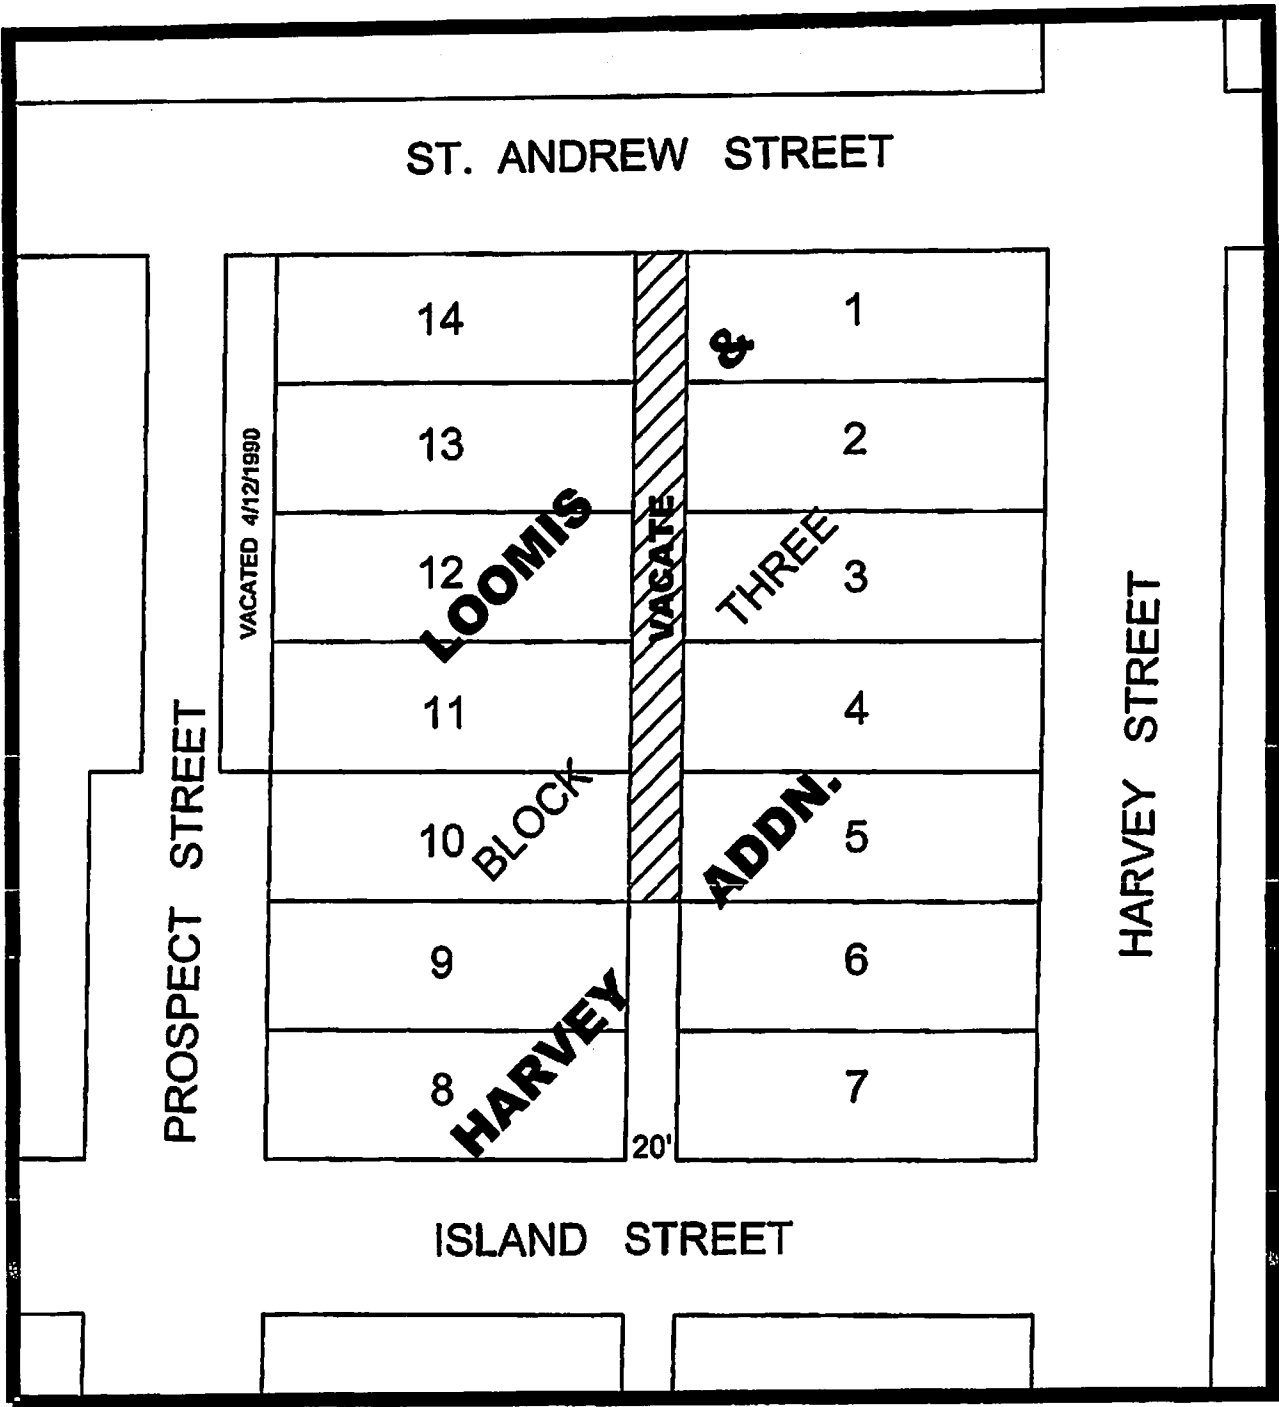 ST. ANDREW STREET
14
1
&
13
2
VACATED 4/12/1990
LOOMIS
VACATE
THREE
12
3
11
4
PROSPECT STREET
HARVEY STREET
BLOCK
ADDN.
10
5
9
6
HARVEY
8
7
20'
ISLAND STREET